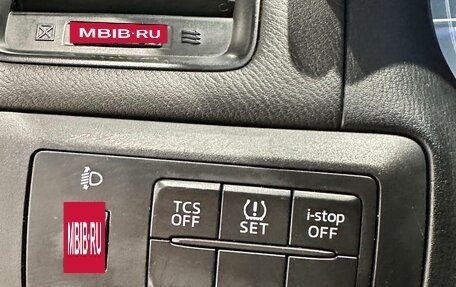 MBIB·RU
TCS OFF
SET
i-stop OFF
MBIB·RU